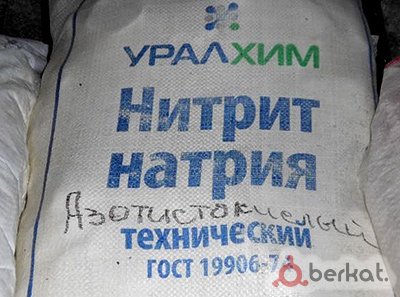 УРАЛХИМ
Нитрит
натрия
Азотистокислый
технический
ГОСТ 19906-74
berkat.